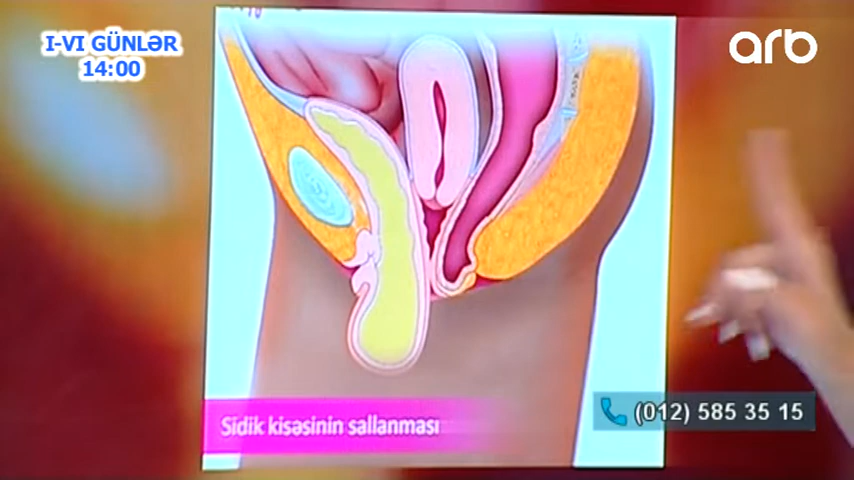 I-VI GÜNLƏR
14:00
arb
Sidik kisəsinin sallanması
(012) 585 35 15